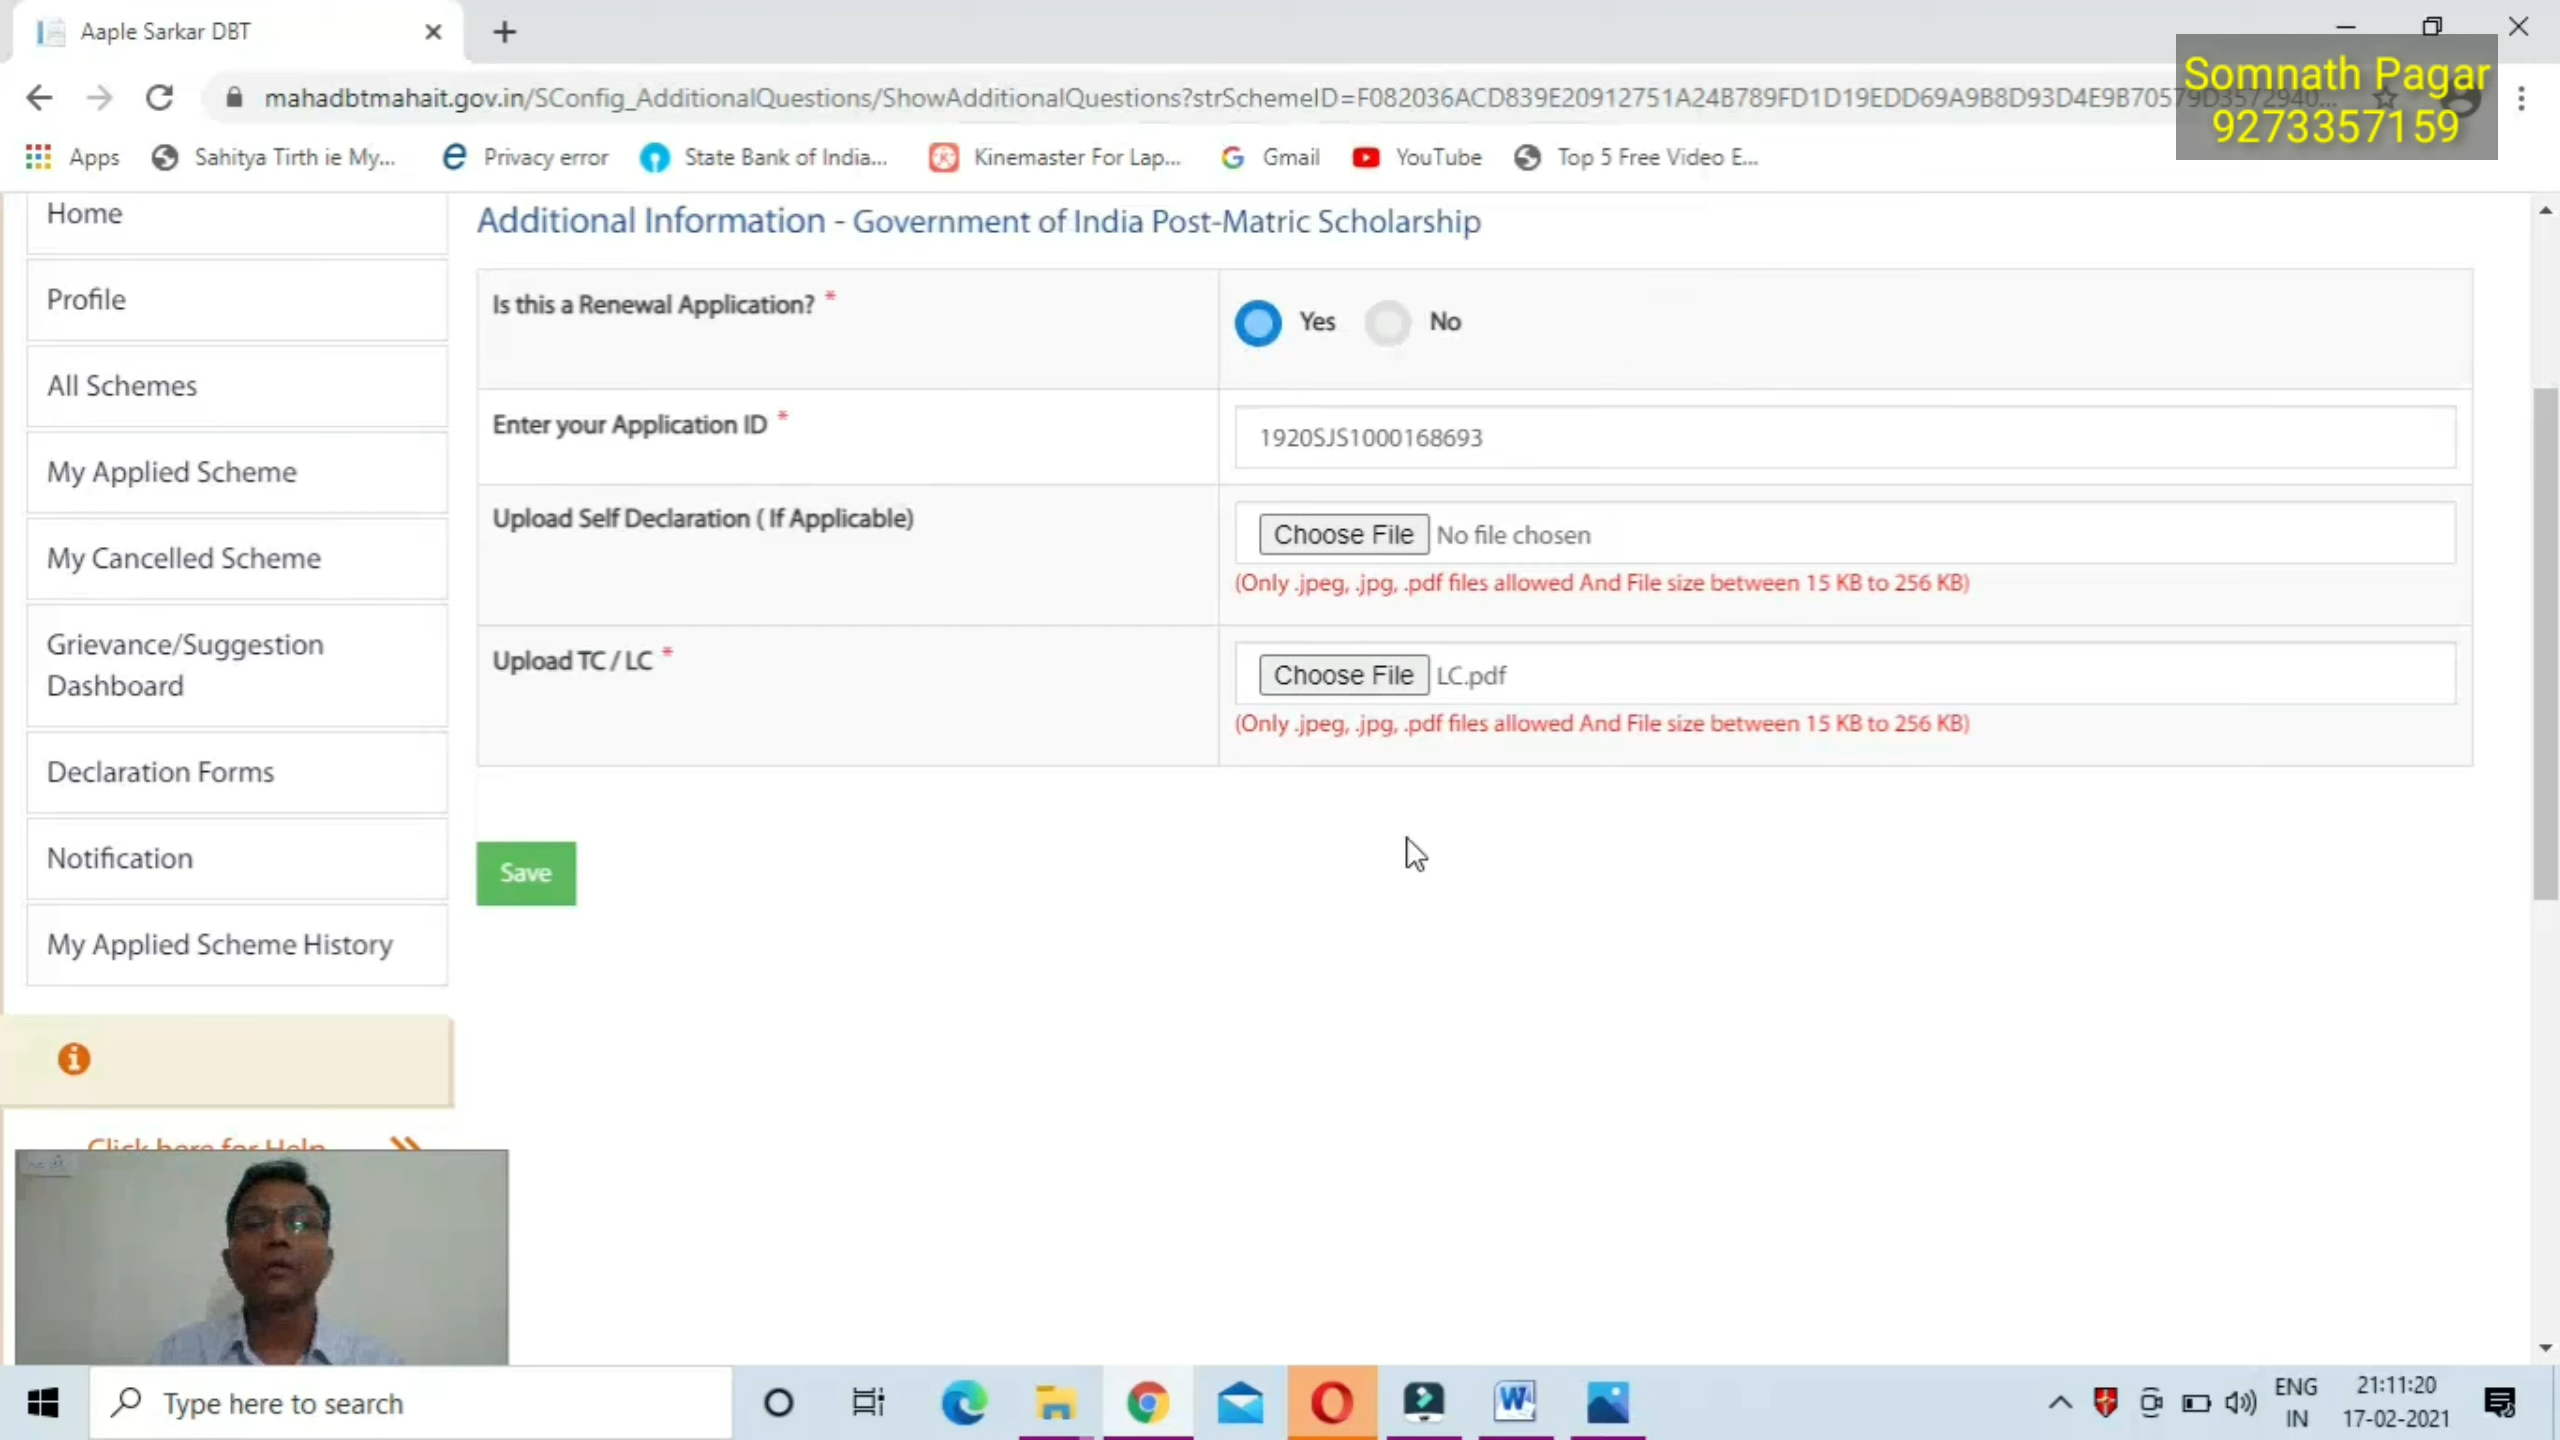 Aaple Sarkar DBT
Somnath Pagar
9273357159
mahadbtmahait.gov.in/SConfig_AdditionalQuestions/ShowAdditionalQuestions?strSchemeID=F082036ACD839E20912751A24B789FD1D19EDD69A9B8D93D4E9B70579D3572940...
Apps Sahitya Tirth ie My... Privacy error State Bank of India... Kinemaster For Lap... Gmail YouTube Top 5 Free Video E...
Home
Profile
All Schemes
My Applied Scheme
My Cancelled Scheme
Grievance/Suggestion
Dashboard
Declaration Forms
Notification
My Applied Scheme History
Click here for Help
Additional Information - Government of India Post-Matric Scholarship
Is this a Renewal Application? * Yes No
Enter your Application ID * 1920SJS1000168693
Upload Self Declaration ( If Applicable) Choose File No file chosen
(Only .jpeg, .jpg, .pdf files allowed And File size between 15 KB to 256 KB)
Upload TC / LC * Choose File LC.pdf
(Only .jpeg, .jpg, .pdf files allowed And File size between 15 KB to 256 KB)
Save
Type here to search
ENG
IN
21:11:20
17-02-2021